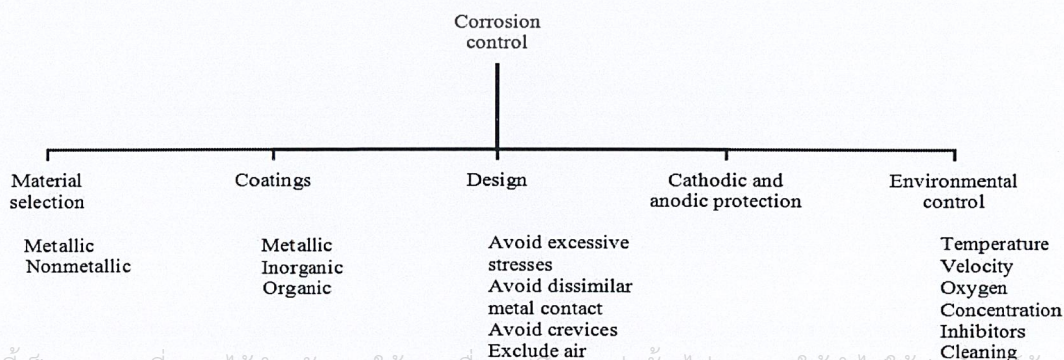 Corrosion
control
Material
selection
Metallic
Nonmetallic
Coatings
Metallic
Inorganic
Organic
Design
Avoid excessive
stresses
Avoid dissimilar
metal contact
Avoid crevices
Exclude air
Cathodic and
anodic protection
Environmental
control
Temperature
Velocity
Oxygen
Concentration
Inhibitors
Cleaning